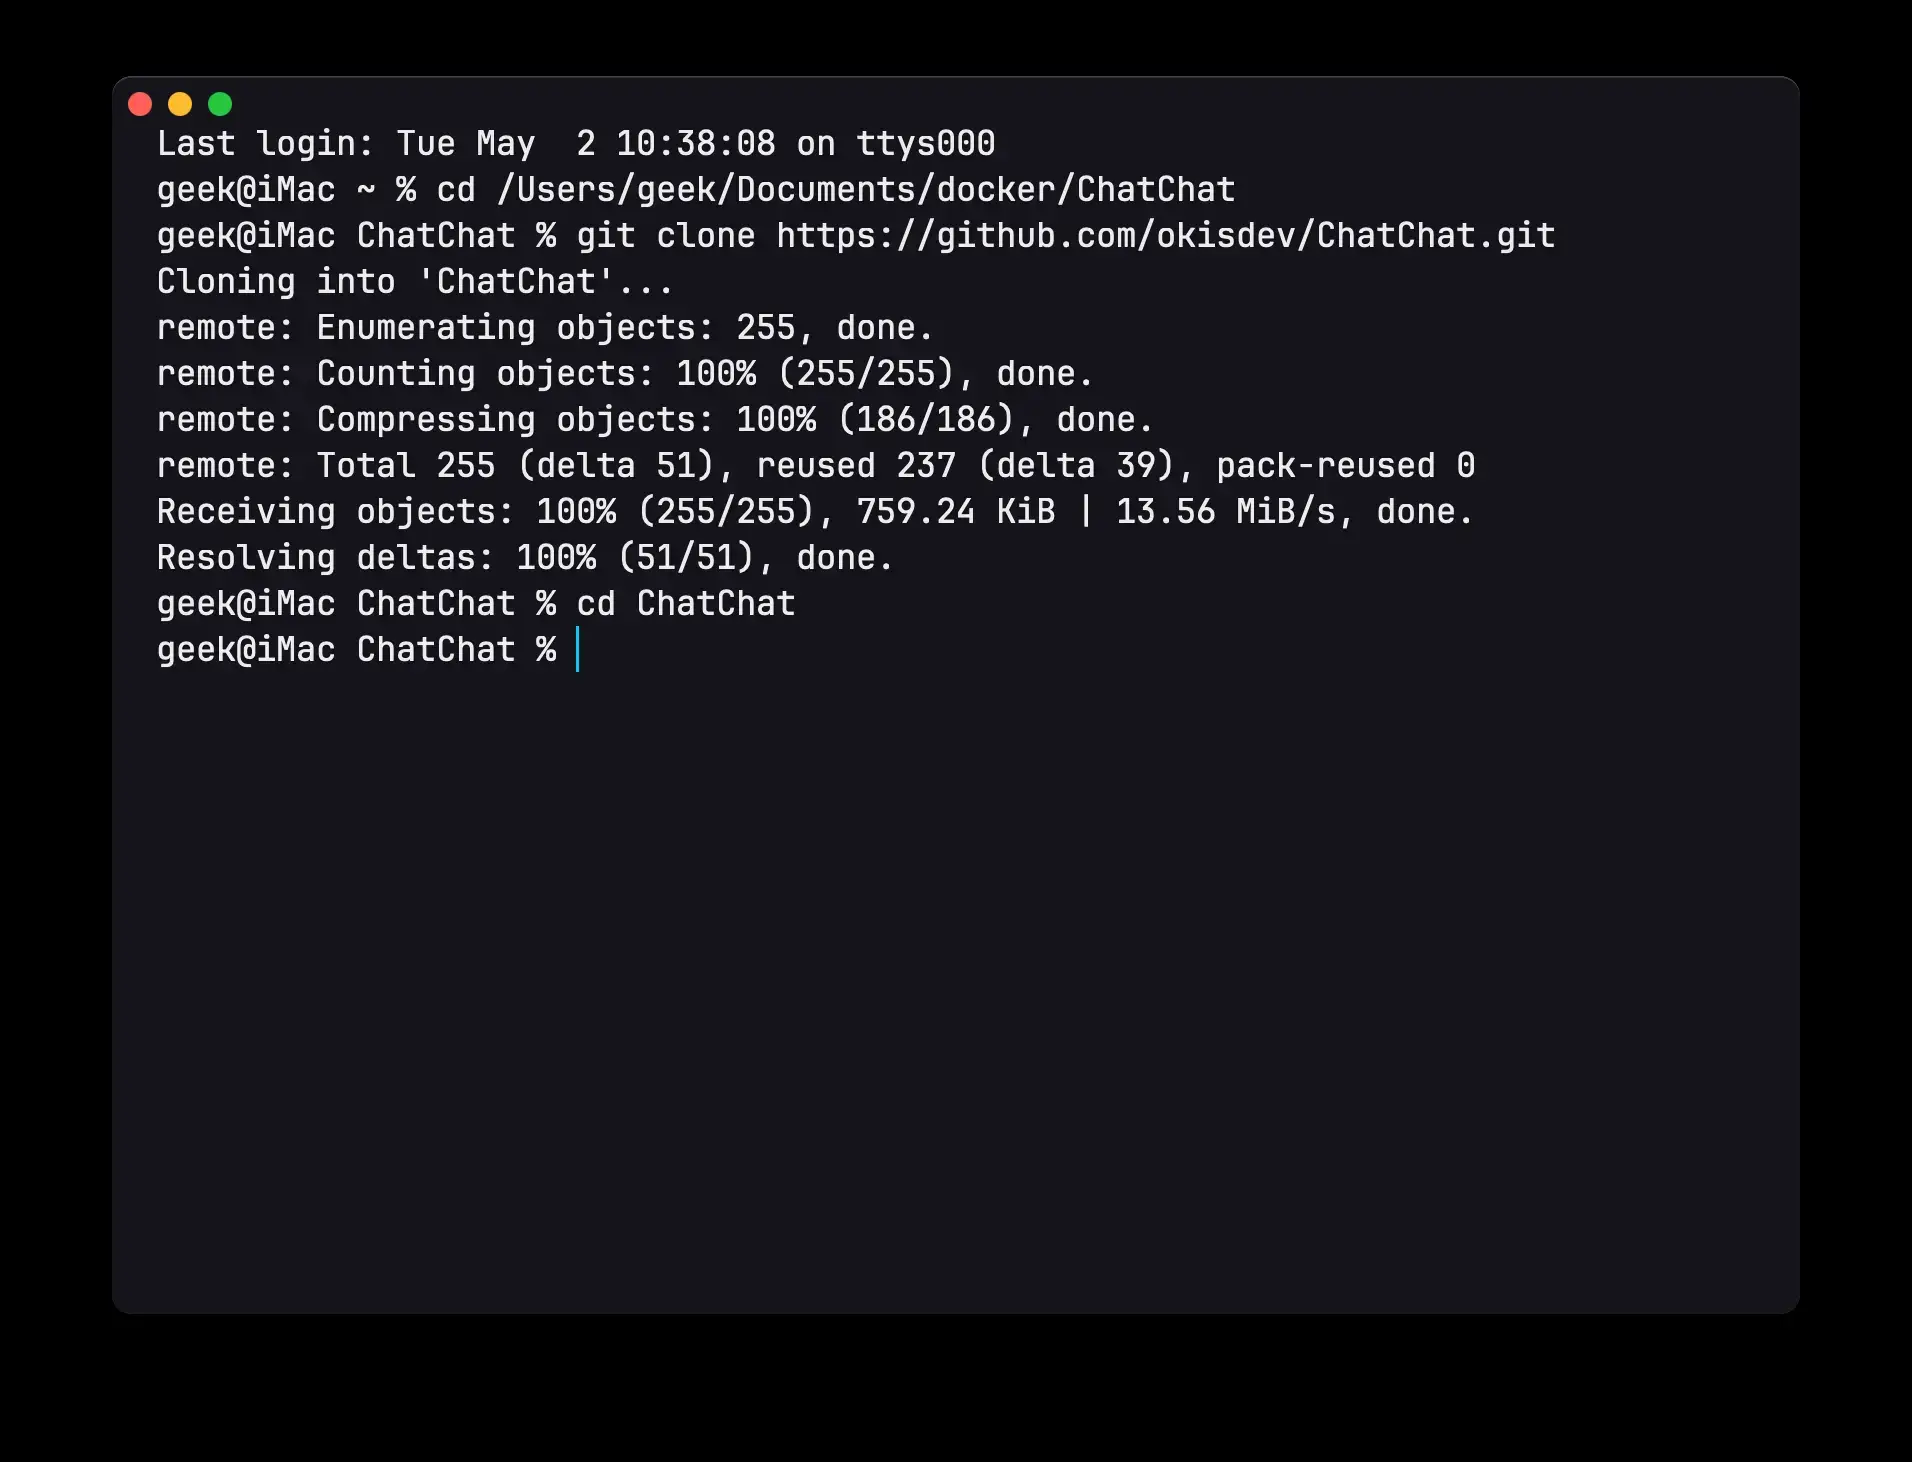 Last login: Tue May  2 10:38:08 on ttys000
geek@iMac ~ % cd /Users/geek/Documents/docker/ChatChat
geek@iMac ChatChat % git clone https://github.com/okisdev/ChatChat.git
Cloning into 'ChatChat'...
remote: Enumerating objects: 255, done.
remote: Counting objects: 100% (255/255), done.
remote: Compressing objects: 100% (186/186), done.
remote: Total 255 (delta 51), reused 237 (delta 39), pack-reused 0
Receiving objects: 100% (255/255), 759.24 KiB | 13.56 MiB/s, done.
Resolving deltas: 100% (51/51), done.
geek@iMac ChatChat % cd ChatChat
geek@iMac ChatChat %